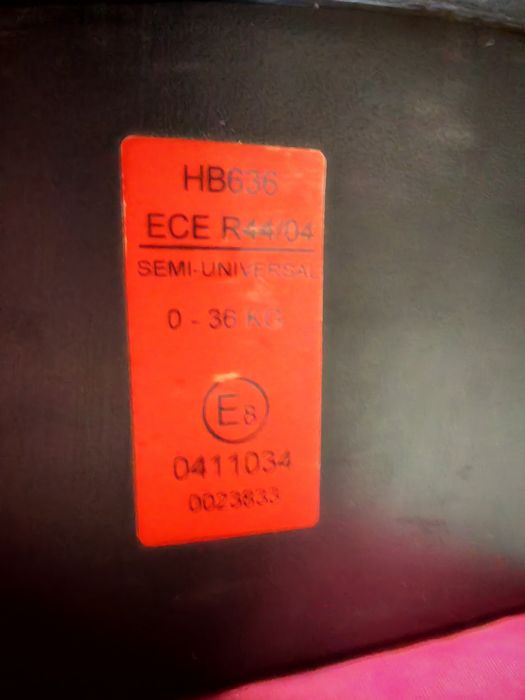 HB636
ECE R44/04
SEMI-UNIVERSAL
0 - 36 KG
E8
0411034
0023833